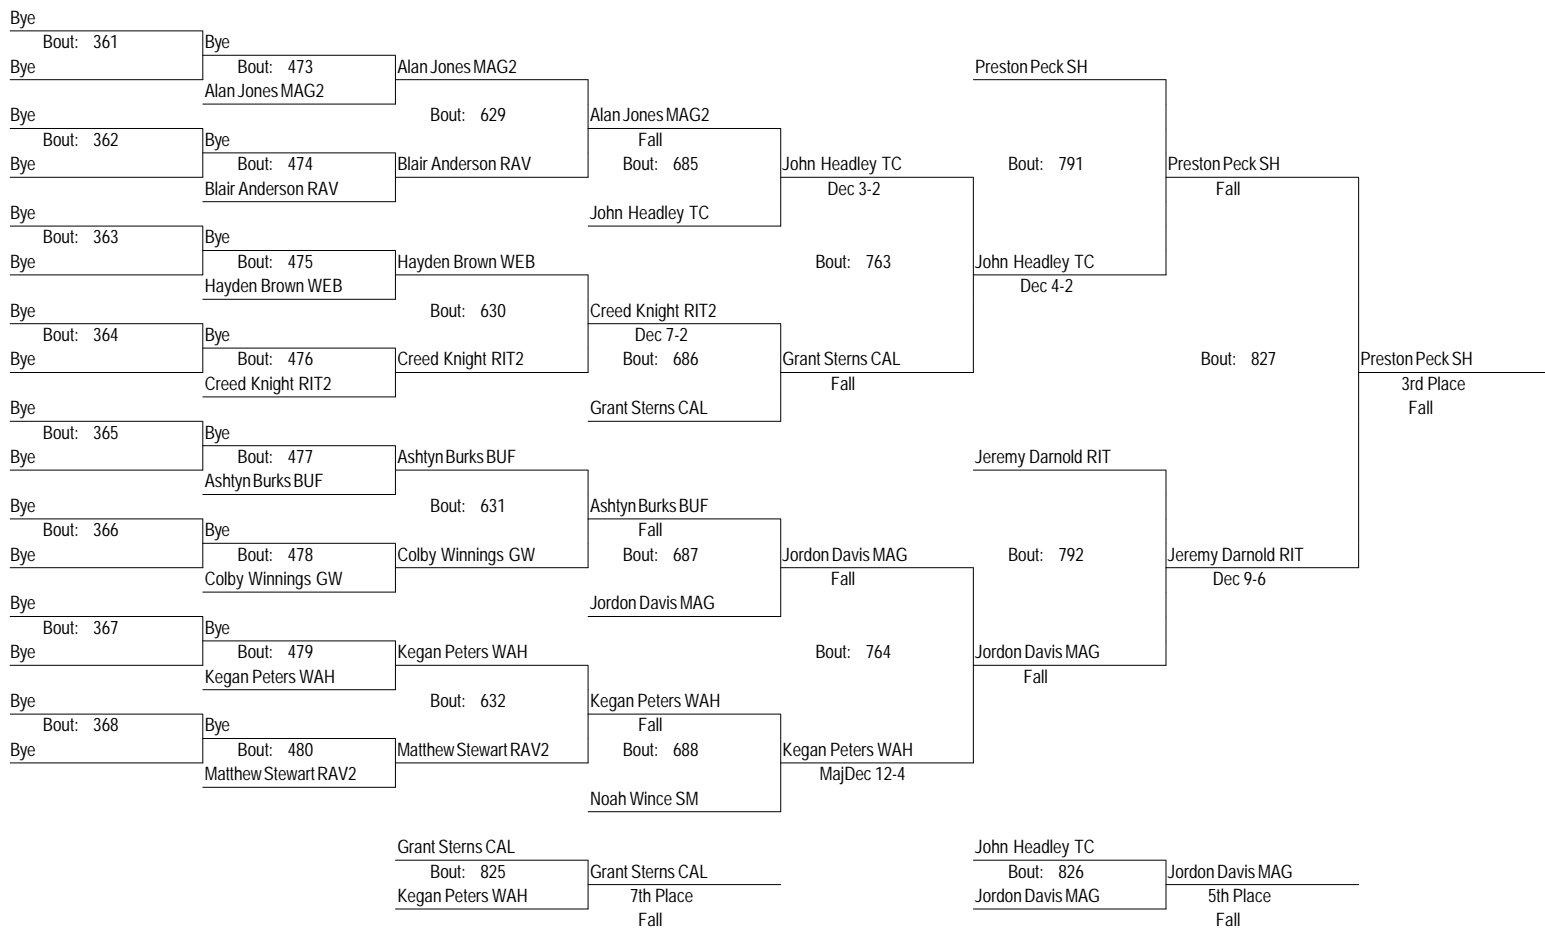 Bye
Bout: 361
Bye
Bye
Bout: 473
Alan Jones MAG2
Alan Jones MAG2
Bye
Bout: 362
Bye
Bye
Bout: 474
Blair Anderson RAV
Bout: 629
Blair Anderson RAV
Alan Jones MAG2
Fall
Bout: 685
John Headley TC
Bye
Bout: 363
Bye
Bye
Bout: 475
Hayden Brown WEB
Hayden Brown WEB
Bye
Bout: 364
Bye
Bye
Bout: 476
Creed Knight RIT2
Bout: 630
Creed Knight RIT2
Creed Knight RIT2
Dec 7-2
Bout: 686
Grant Sterns CAL
John Headley TC
Dec 3-2
Bout: 763
Grant Sterns CAL
Fall
Bye
Bout: 365
Bye
Bye
Bout: 477
Ashtyn Burks BUF
Ashtyn Burks BUF
Bye
Bout: 366
Bye
Bye
Bout: 478
Colby Winnings GW
Bout: 631
Colby Winnings GW
Ashtyn Burks BUF
Fall
Bout: 687
Jordon Davis MAG
Bye
Bout: 367
Bye
Bye
Bout: 479
Kegan Peters WAH
Kegan Peters WAH
Bye
Bout: 368
Bye
Bye
Bout: 480
Matthew Stewart RAV2
Bout: 632
Matthew Stewart RAV2
Kegan Peters WAH
Fall
Bout: 688
Noah Wince SM
Jordon Davis MAG
Fall
Bout: 764
Kegan Peters WAH
MajDec 12-4
Preston Peck SH
Bout: 791
John Headley TC
Dec 4-2
Preston Peck SH
Fall
Jeremy Darnold RIT
Bout: 792
Jordon Davis MAG
Fall
Jeremy Darnold RIT
Dec 9-6
Bout: 827
Preston Peck SH
3rd Place
Fall
Grant Sterns CAL
Bout: 825
Kegan Peters WAH
Grant Sterns CAL
7th Place
Fall
John Headley TC
Bout: 826
Jordon Davis MAG
Jordon Davis MAG
5th Place
Fall